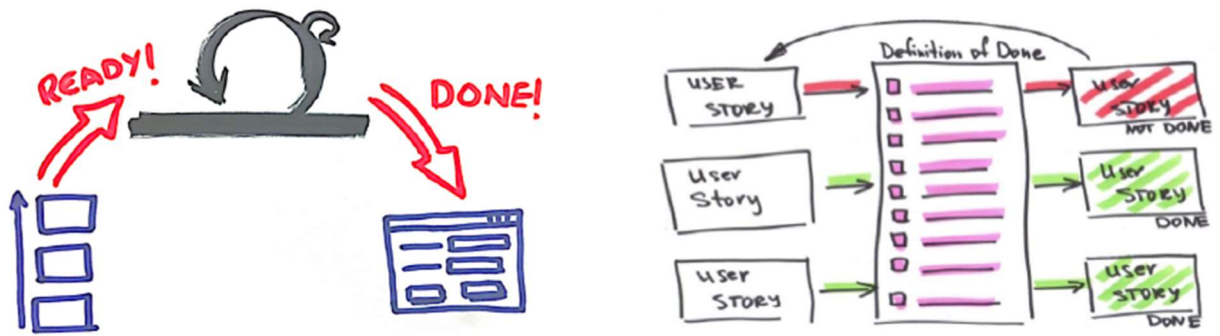 READY!
DONE!
Definition of Done
USER
STORY
User
STORY
NOT DONE
User
Story
User
STORY
DONE
User
STORY
User
STORY
DONE